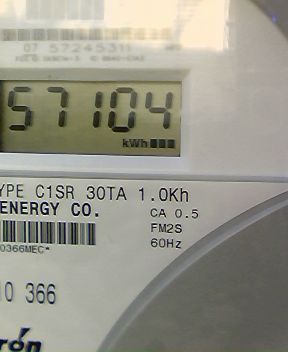 07 57245311
57104
kWh
YPE C1SR 30TA 1.0Kh
ENERGY CO.
CA 0.5
FM2S
60Hz
0366MEC*
10 366
rón